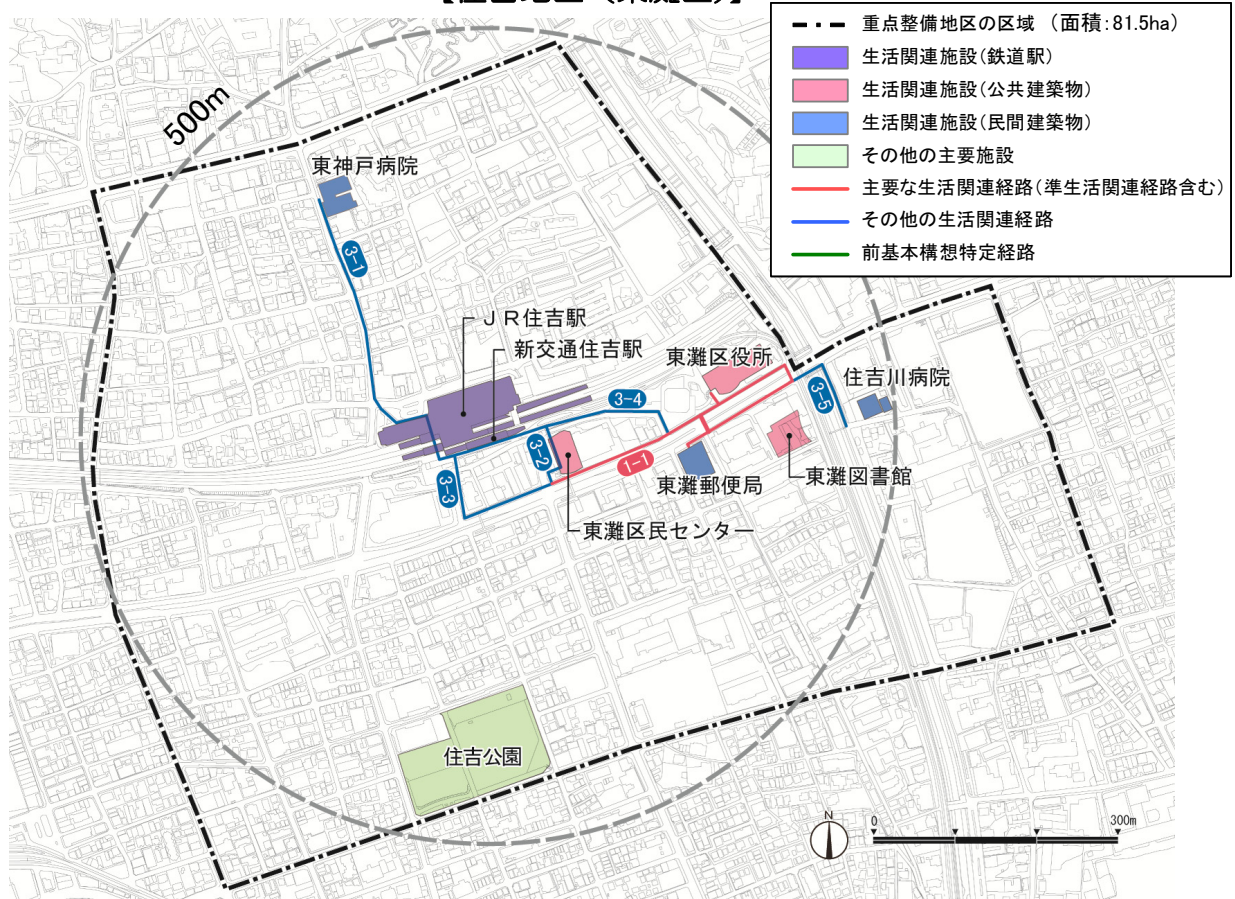 【住吉地区（東灘区）】
重点整備地区の区域 （面積：81.5ha）
生活関連施設（鉄道駅）
生活関連施設（公共建築物）
生活関連施設（民間建築物）
その他の主要施設
主要な生活関連経路（準生活関連経路含む）
その他の生活関連経路
前基本構想特定経路
500m
東神戸病院
3-1
ＪＲ住吉駅
新交通住吉駅
東灘区役所
住吉川病院
3-5
3-4
3-2
1-1
3-3
東灘郵便局
東灘図書館
東灘区民センター
住吉公園
N
0
300m